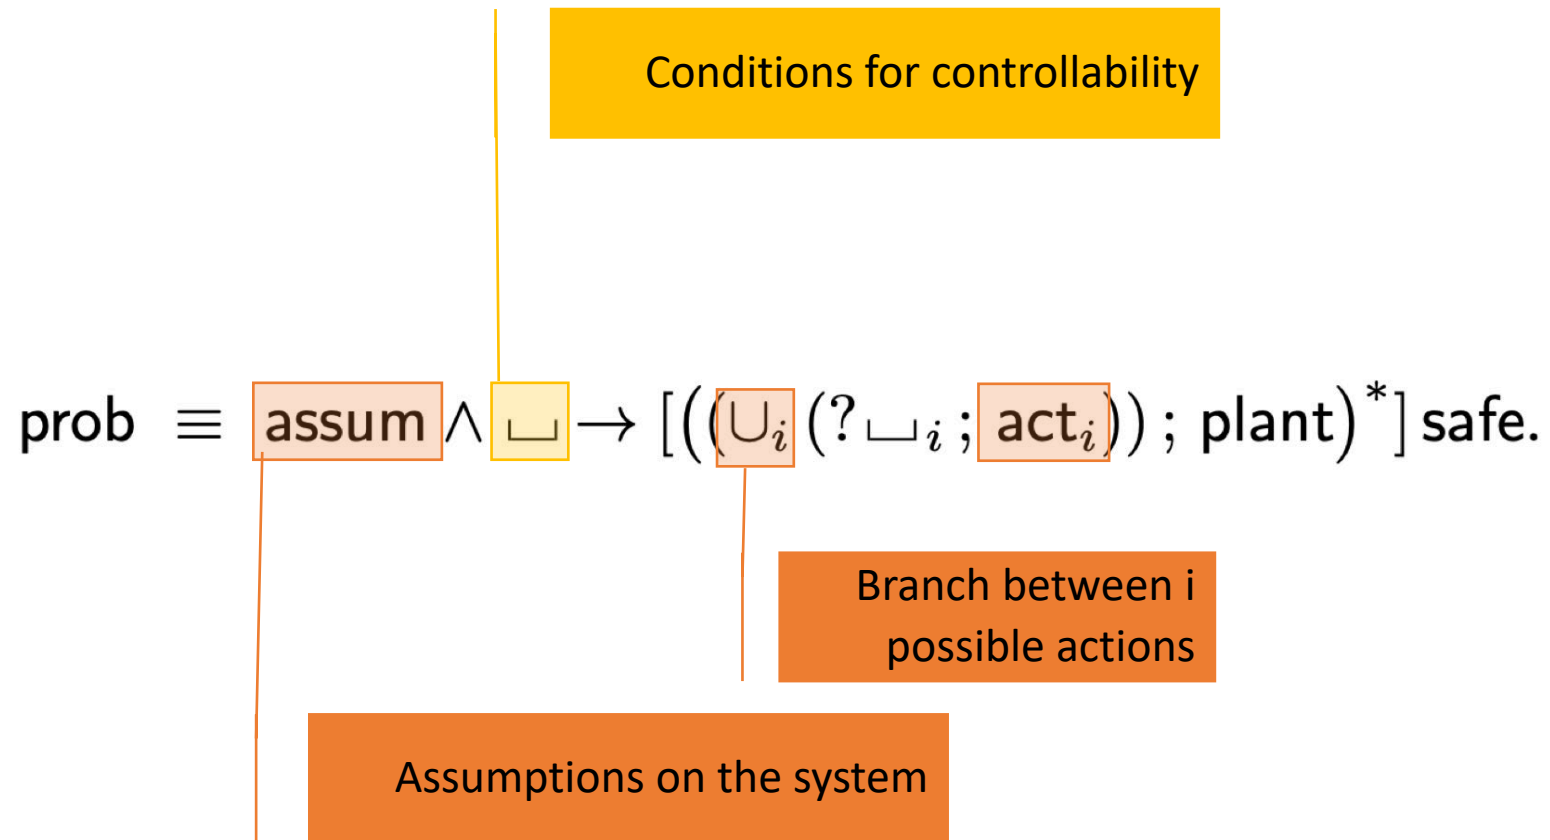 Conditions for controllability
prob ≡ assum ∧ ␣ → [((∪ᵢ (?␣ᵢ ; actᵢ)) ; plant)*] safe.
Branch between i
possible actions
Assumptions on the system